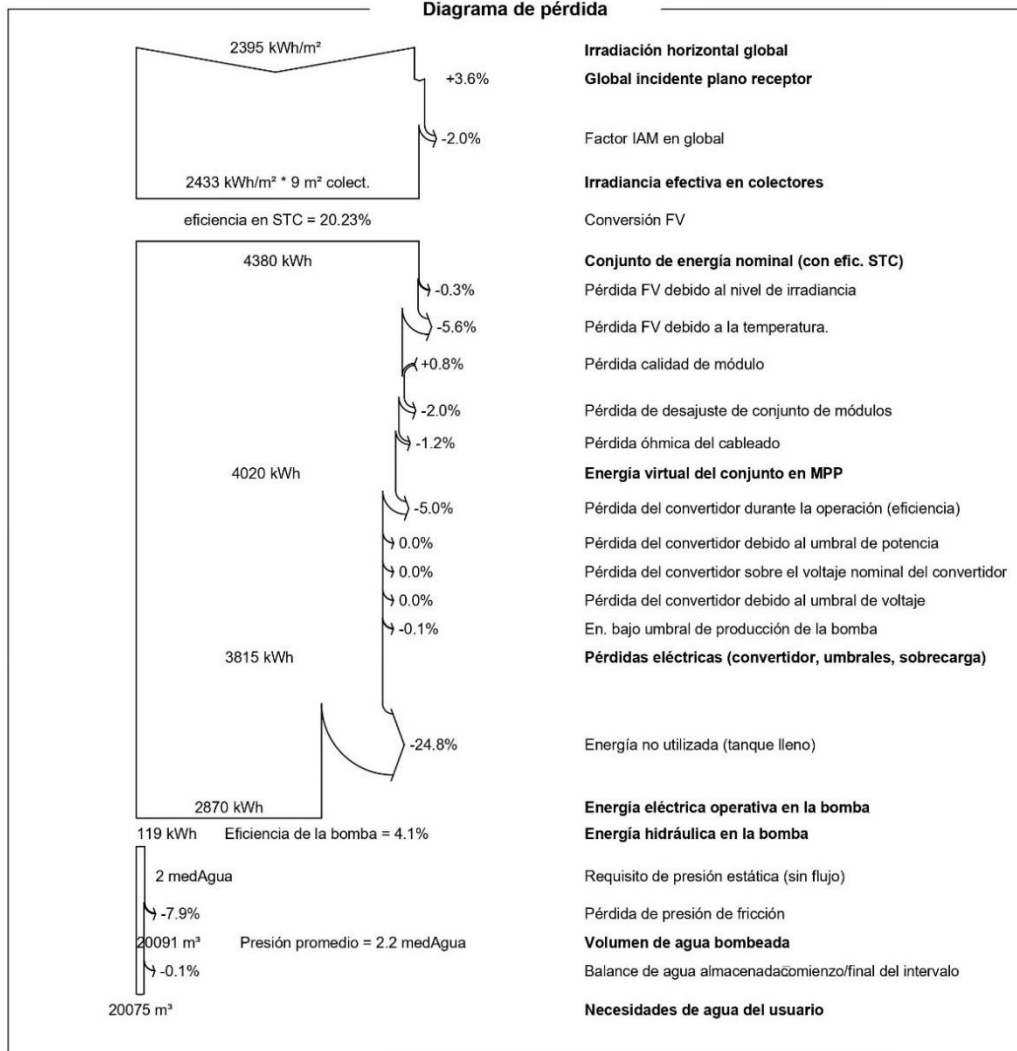 Diagrama de pérdida
2395 kWh/m² Irradiación horizontal global
+3.6% Global incidente plano receptor
-2.0% Factor IAM en global
2433 kWh/m² * 9 m² colect. Irradiancia efectiva en colectores
eficiencia en STC = 20.23% Conversión FV
4380 kWh Conjunto de energía nominal (con efic. STC)
-0.3% Pérdida FV debido al nivel de irradiancia
-5.6% Pérdida FV debido a la temperatura.
+0.8% Pérdida calidad de módulo
-2.0% Pérdida de desajuste de conjunto de módulos
-1.2% Pérdida óhmica del cableado
4020 kWh Energía virtual del conjunto en MPP
-5.0% Pérdida del convertidor durante la operación (eficiencia)
0.0% Pérdida del convertidor debido al umbral de potencia
0.0% Pérdida del convertidor sobre el voltaje nominal del convertidor
0.0% Pérdida del convertidor debido al umbral de voltaje
-0.1% En. bajo umbral de producción de la bomba
3815 kWh Pérdidas eléctricas (convertidor, umbrales, sobrecarga)
-24.8% Energía no utilizada (tanque lleno)
2870 kWh Energía eléctrica operativa en la bomba
119 kWh Eficiencia de la bomba = 4.1% Energía hidráulica en la bomba
2 medAgua Requisito de presión estática (sin flujo)
-7.9% Pérdida de presión de fricción
20091 m³ Presión promedio = 2.2 medAgua Volumen de agua bombeada
-0.1% Balance de agua almacenadacomienzo/final del intervalo
20075 m³ Necesidades de agua del usuario